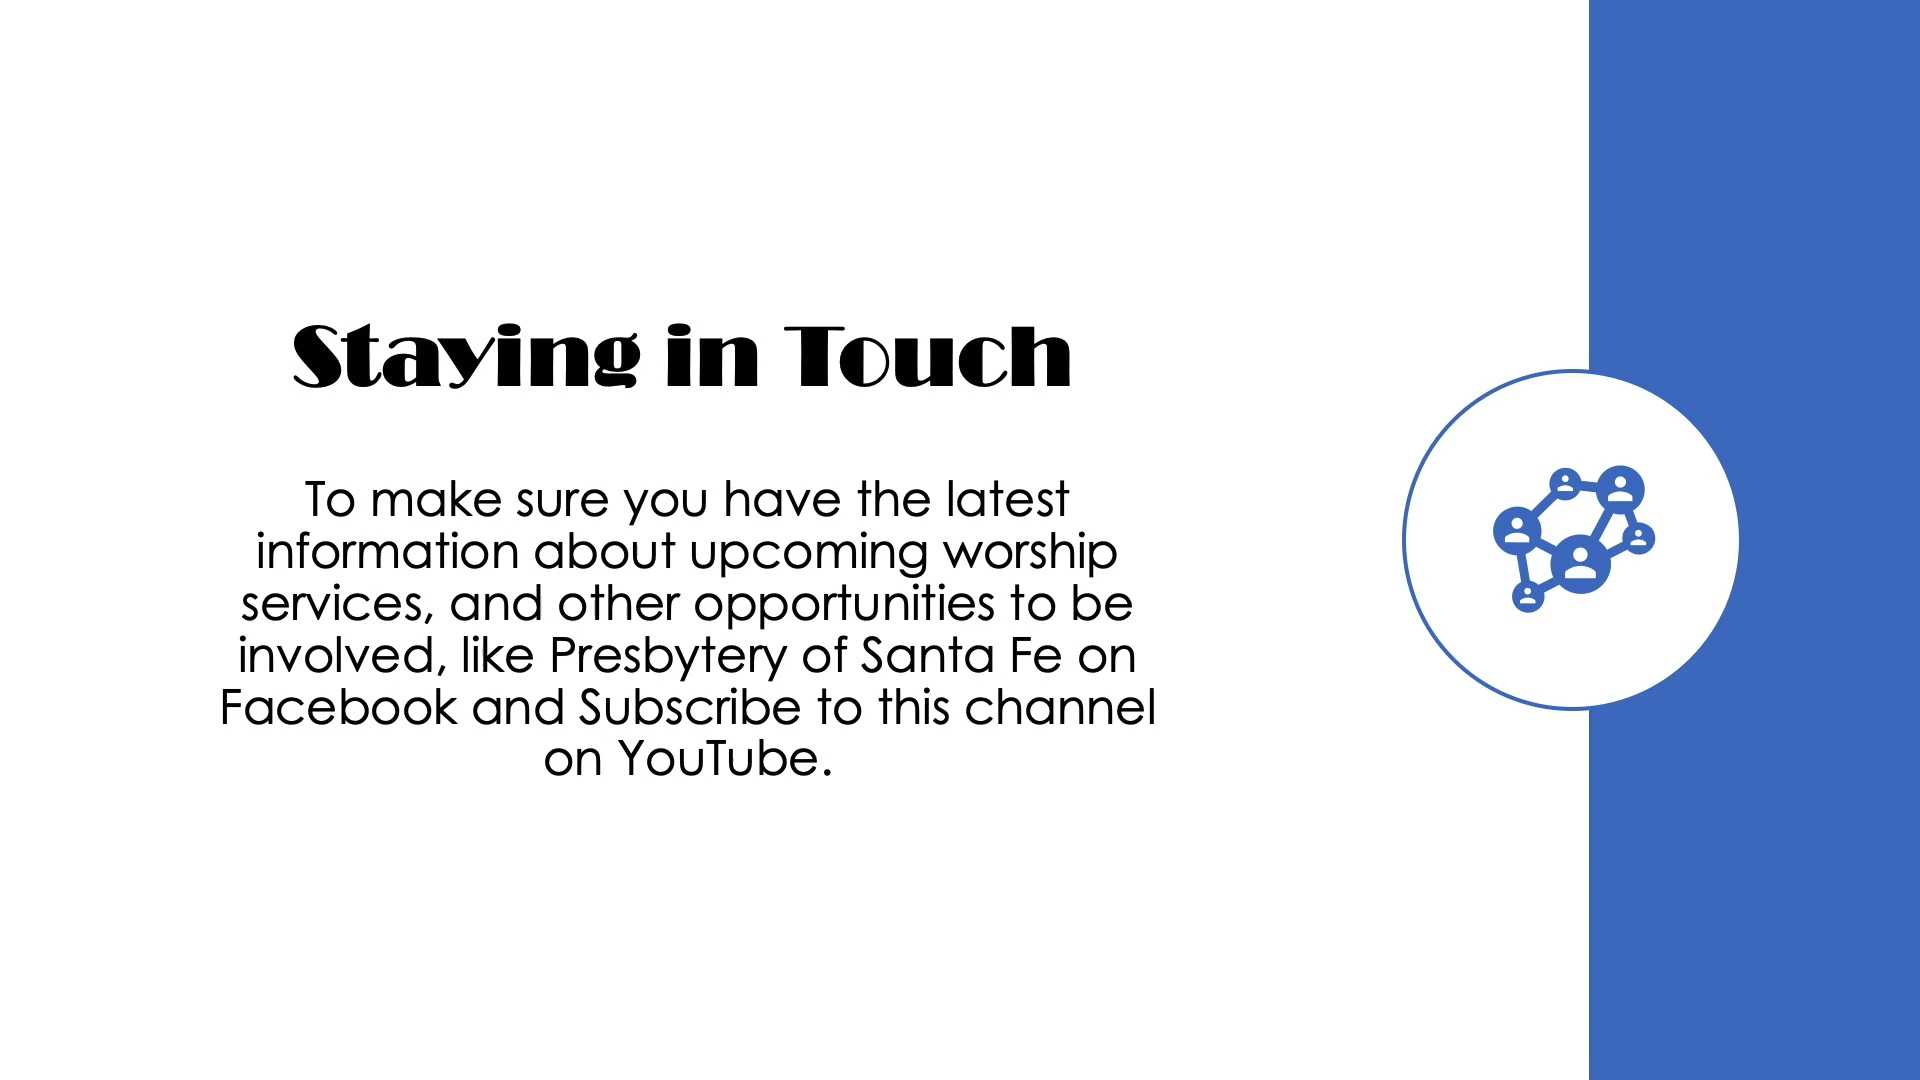 Staying in Touch
To make sure you have the latest
information about upcoming worship
services, and other opportunities to be
involved, like Presbytery of Santa Fe on
Facebook and Subscribe to this channel
on YouTube.